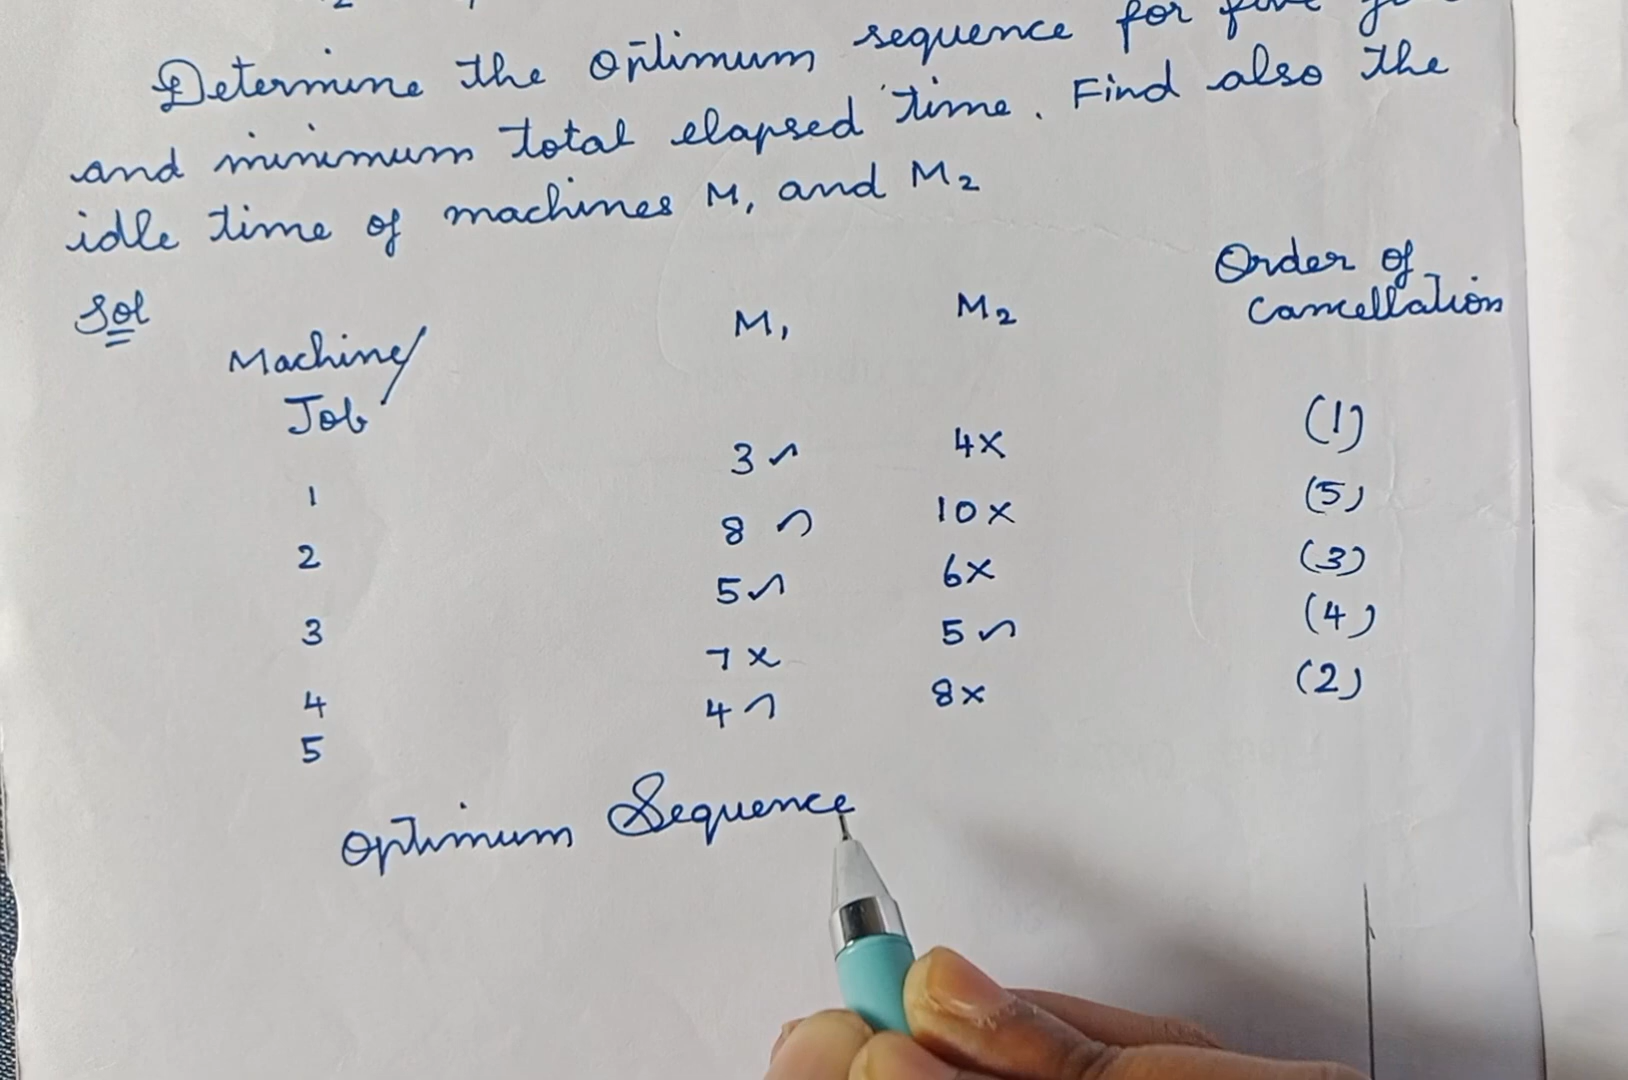 Determine the optimum sequence for five
and minimum total elapsed time. Find also the
idle time of machines M1 and M2
Sol
Machine/ M1 M2 Order of
Job cancellation
1 3 ✓ 4x (1)
2 8 ✓ 10x (5)
3 5✓ 6x (3)
4 7x 5✓ (4)
5 4✓ 8x (2)
Optimum Sequence